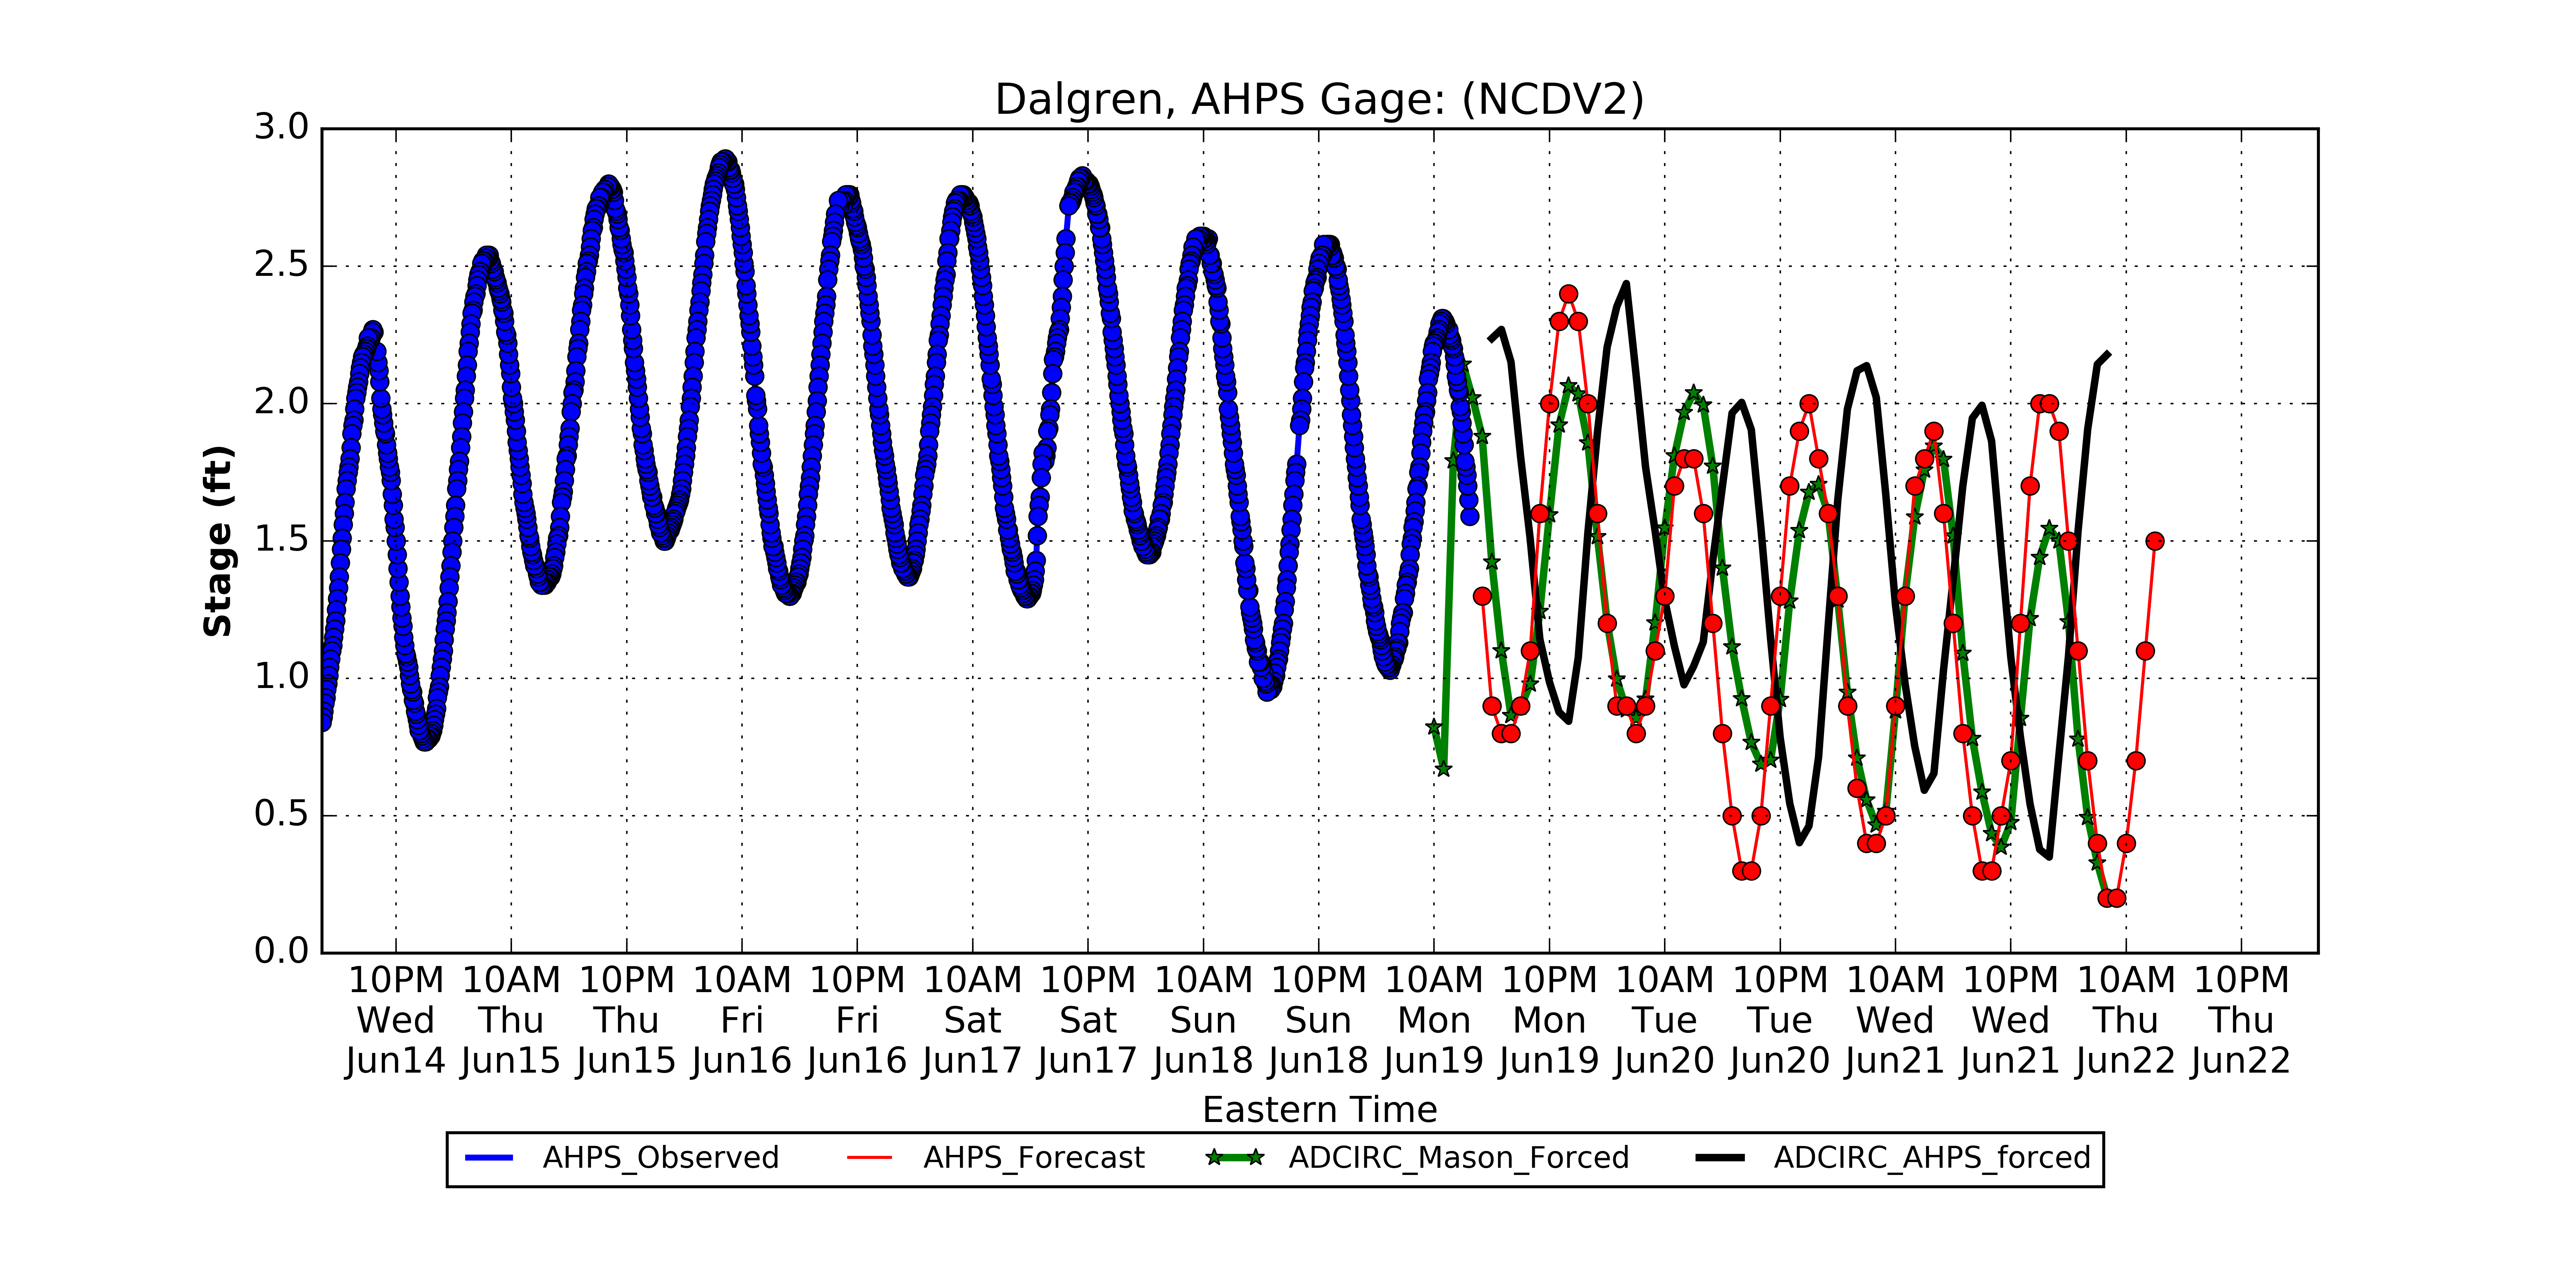 Dalgren, AHPS Gage: (NCDV2)
3.0
2.5
2.0
1.5
1.0
0.5
0.0
Stage (ft)
10PM 10AM 10PM 10AM 10PM 10AM 10PM 10AM 10PM 10AM 10PM 10AM 10PM 10AM 10PM 10AM 10PM
Wed Thu Thu Fri Fri Sat Sat Sun Sun Mon Mon Tue Tue Wed Wed Thu Thu
Jun14 Jun15 Jun15 Jun16 Jun16 Jun17 Jun17 Jun18 Jun18 Jun19 Jun19 Jun20 Jun20 Jun21 Jun21 Jun22 Jun22
Eastern Time
AHPS_Observed AHPS_Forecast ADCIRC_Mason_Forced ADCIRC_AHPS_forced